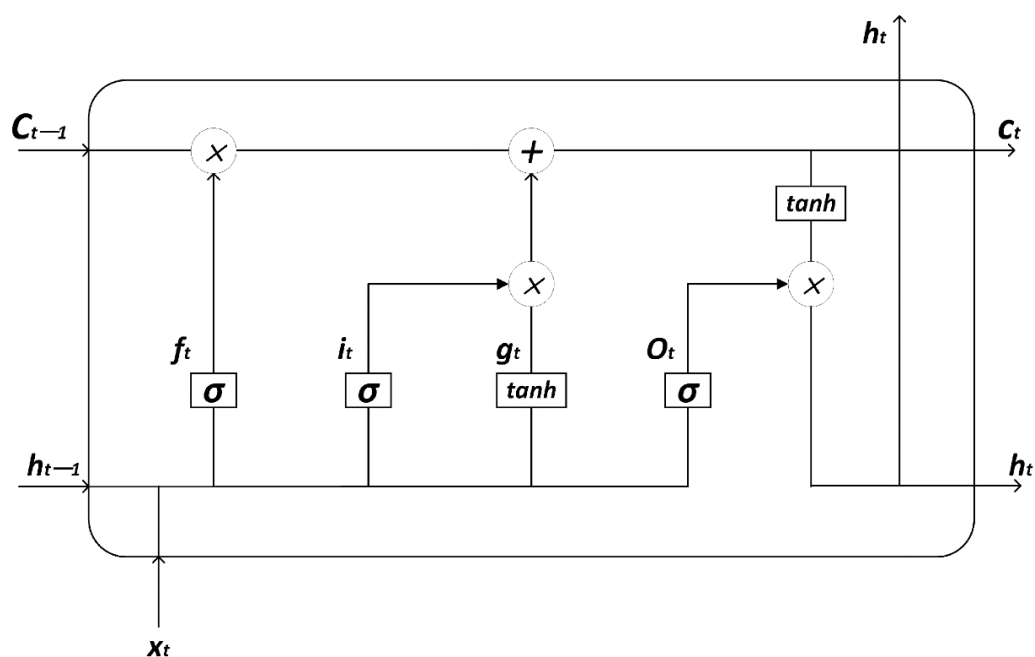 hₜ
Cₜ₋₁
×
+
cₜ
tanh
×
×
fₜ
iₜ
gₜ
Oₜ
σ
σ
tanh
σ
hₜ₋₁
hₜ
xₜ